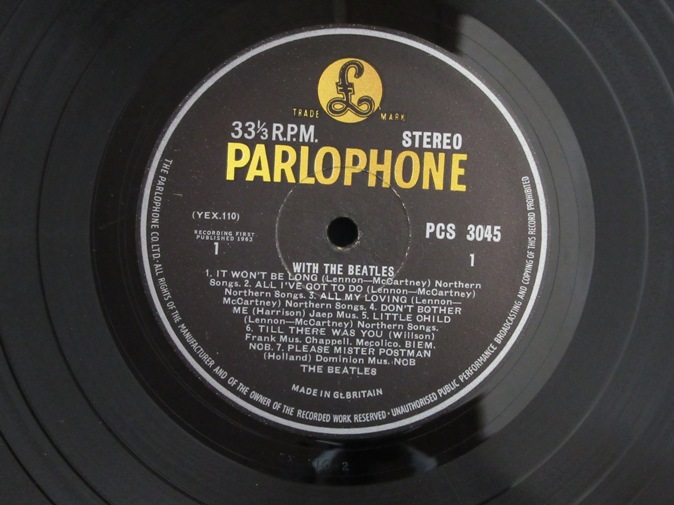 £
TRADE MARK
33⅓ R.P.M.
STEREO
PARLOPHONE
(YEX.110)
PCS 3045
RECORDING FIRST
PUBLISHED 1963
1
1
WITH THE BEATLES
1. IT WON'T BE LONG (Lennon—McCartney) Northern
Songs. 2. ALL I'VE GOT TO DO (Lennon—McCartney)
Northern Songs. 3. ALL MY LOVING (Lennon—
McCartney) Northern Songs. 4. DON'T BOTHER
ME (Harrison) Jaep Mus. 5. LITTLE CHILD
(Lennon—McCartney) Northern Songs.
6. TILL THERE WAS YOU (Willson)
Frank Mus. Chappell. Mecolico. BIEM.
NOB. 7. PLEASE MISTER POSTMAN
(Holland) Dominion Mus. NOB
THE BEATLES
MADE IN GT. BRITAIN
THE PARLOPHONE CO. LTD. · ALL RIGHTS OF THE MANUFACTURER AND OF THE OWNER OF THE RECORDED WORK RESERVED · UNAUTHORISED PUBLIC PERFORMANCE BROADCASTING AND COPYING OF THIS RECORD PROHIBITED